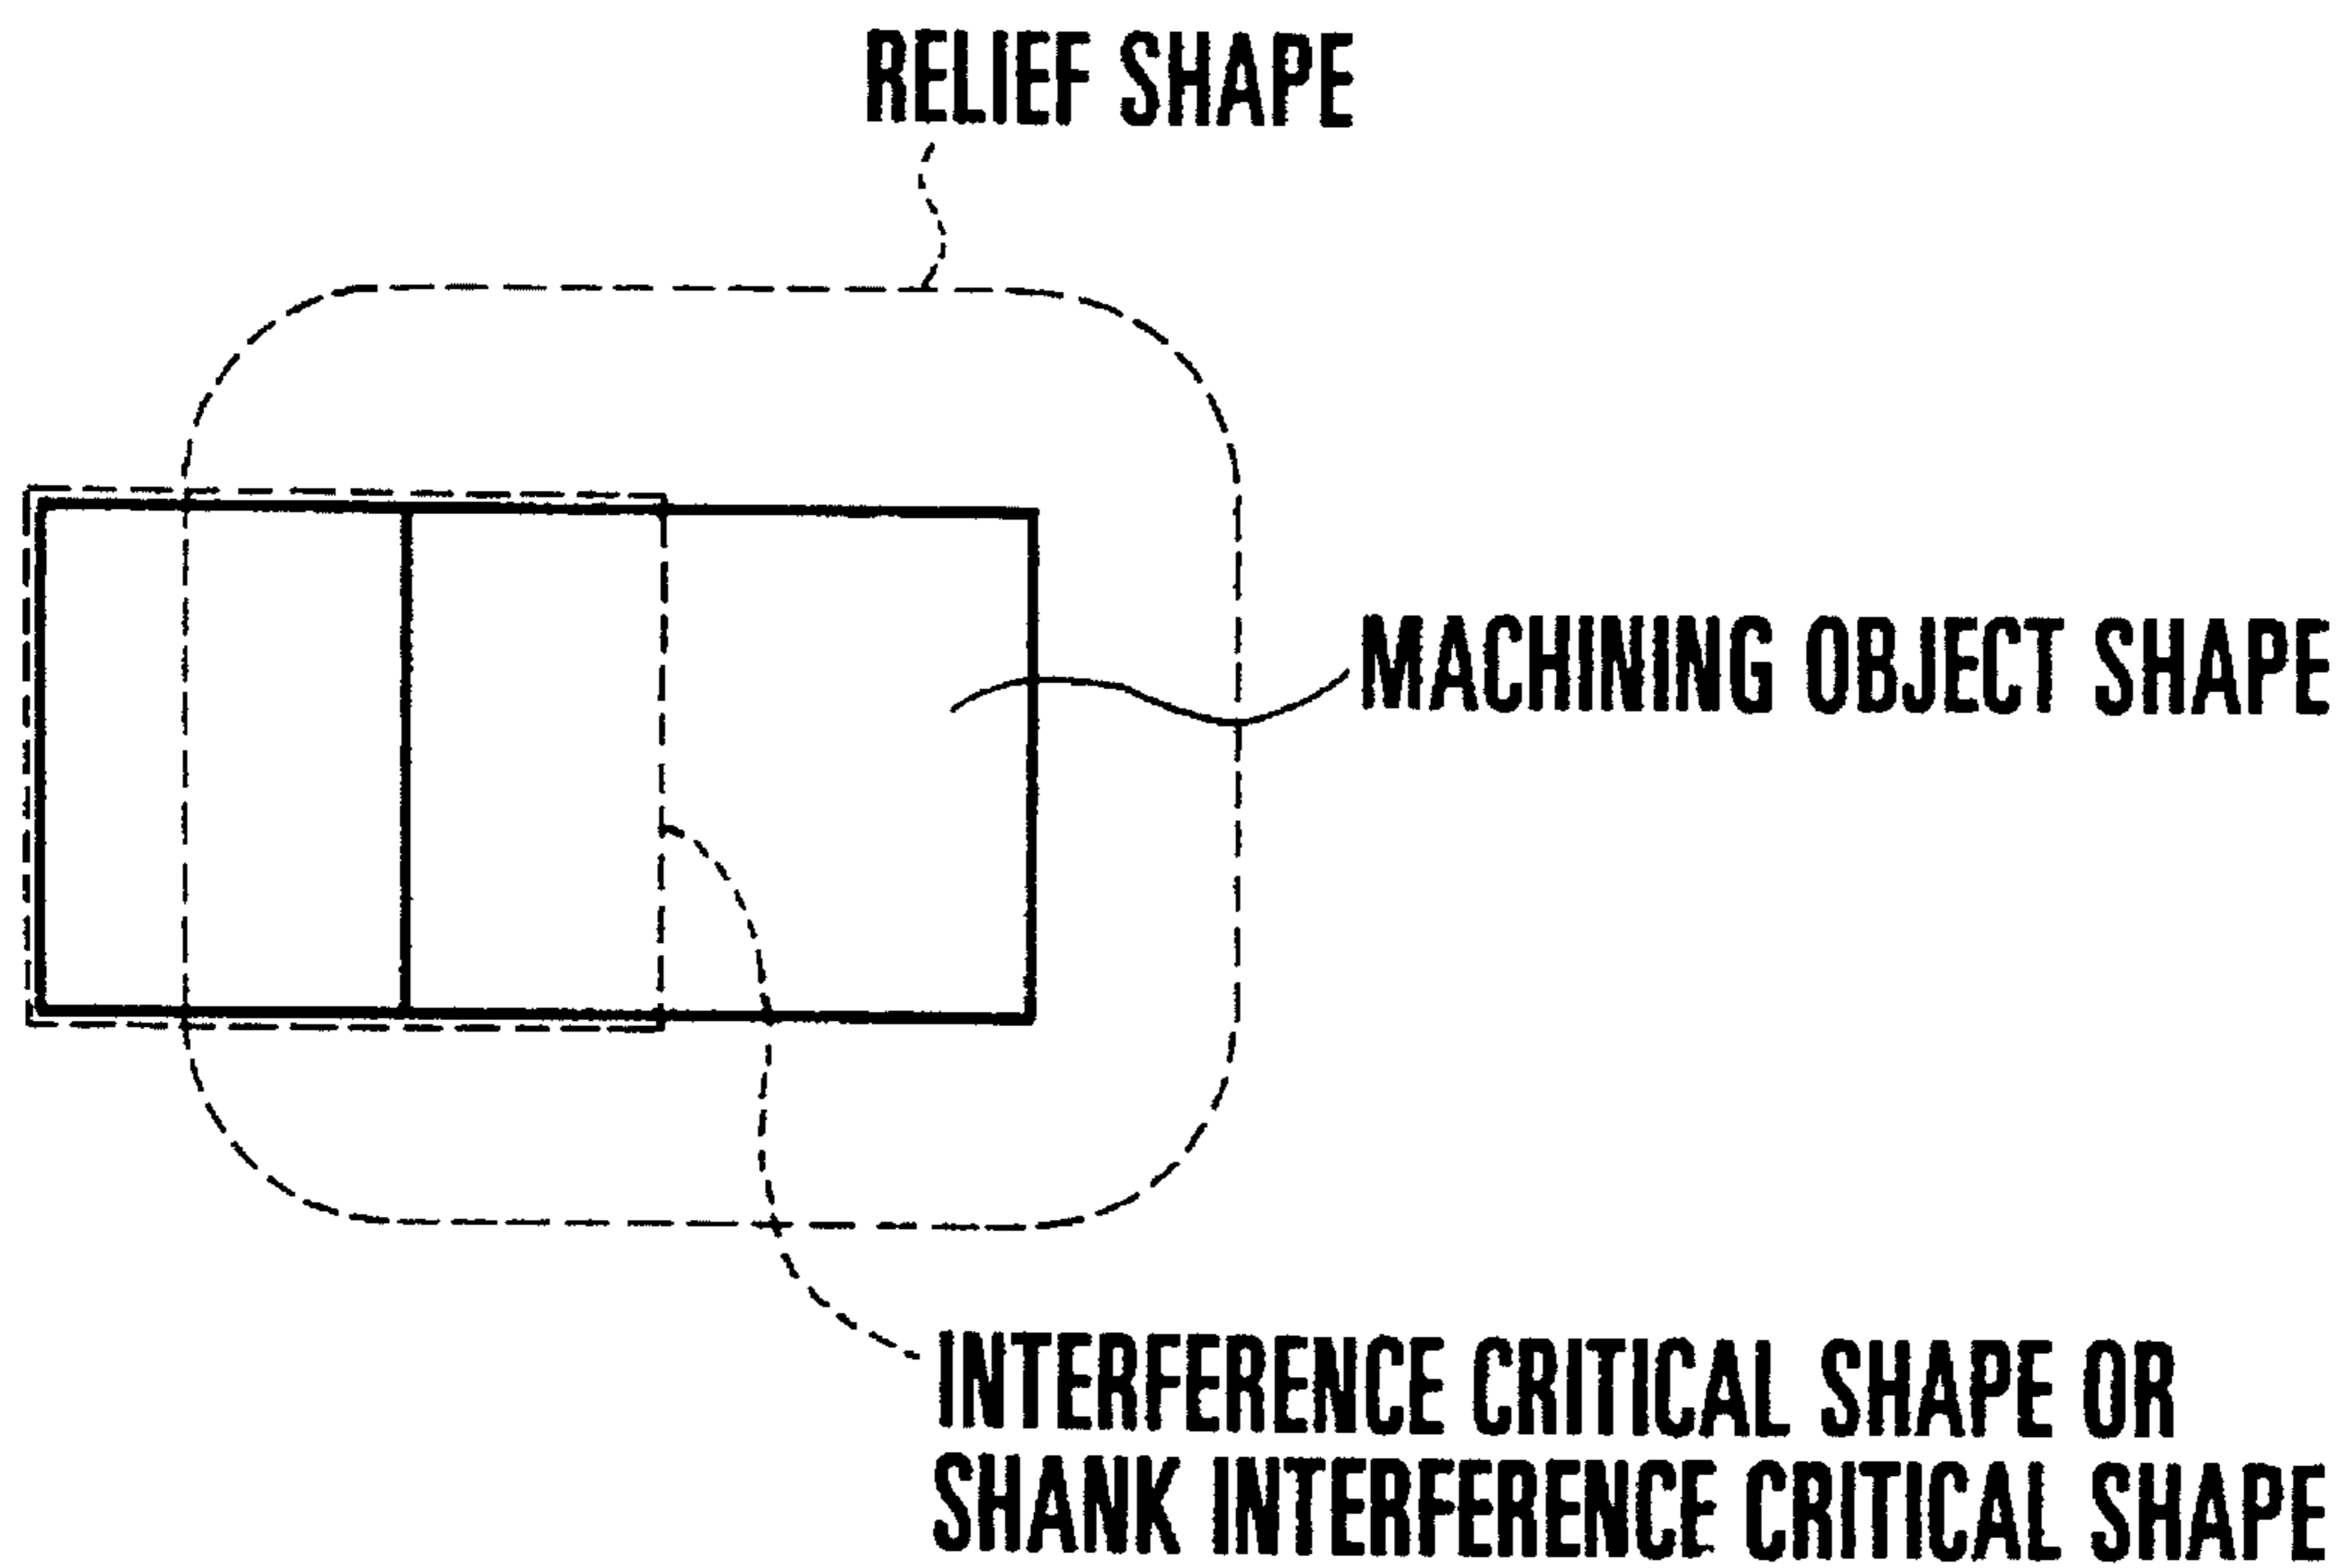 RELIEF SHAPE
MACHINING OBJECT SHAPE
INTERFERENCE CRITICAL SHAPE OR
SHANK INTERFERENCE CRITICAL SHAPE